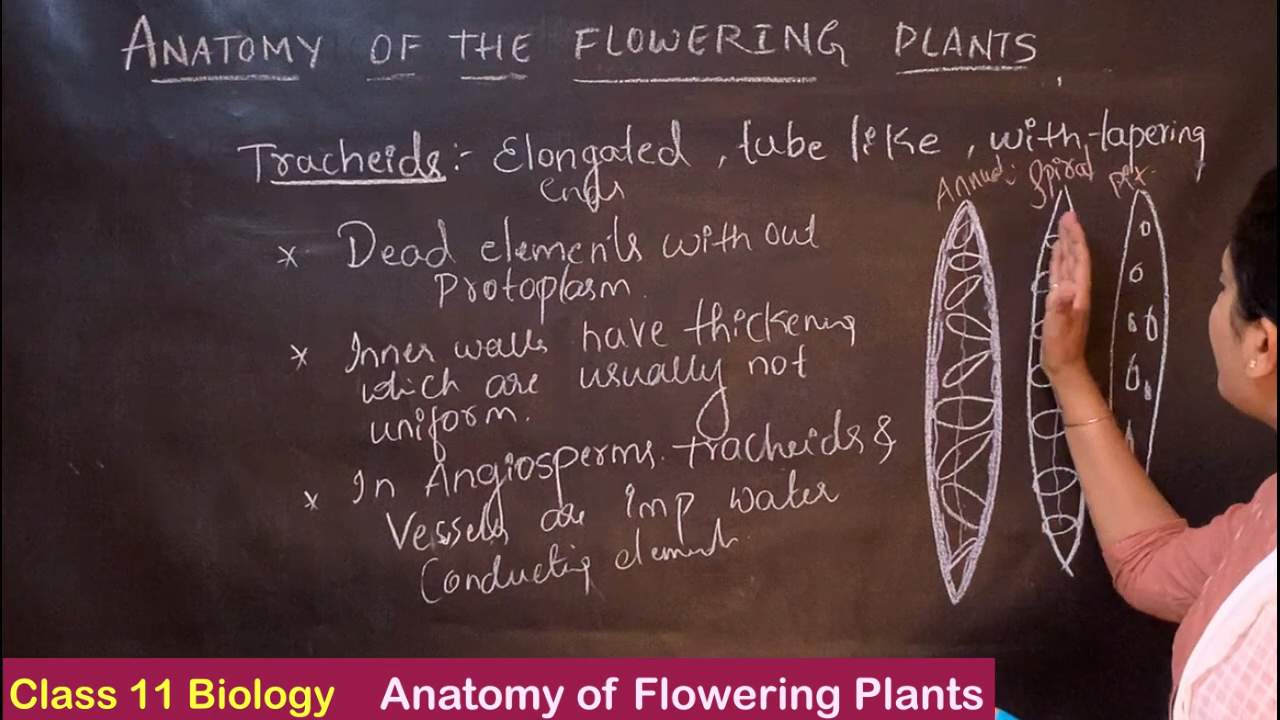 ANATOMY OF THE FLOWERING PLANTS
Tracheids:- Elongated, tube like, with tapering
ends
Annul. Spiral
x Dead elements with out
Protoplasm.
x Inner walls have thickening
which are usually not
uniform.
x In Angiosperms. tracheids &
Vessels are imp water
Conducting element.
Class 11 Biology Anatomy of Flowering Plants